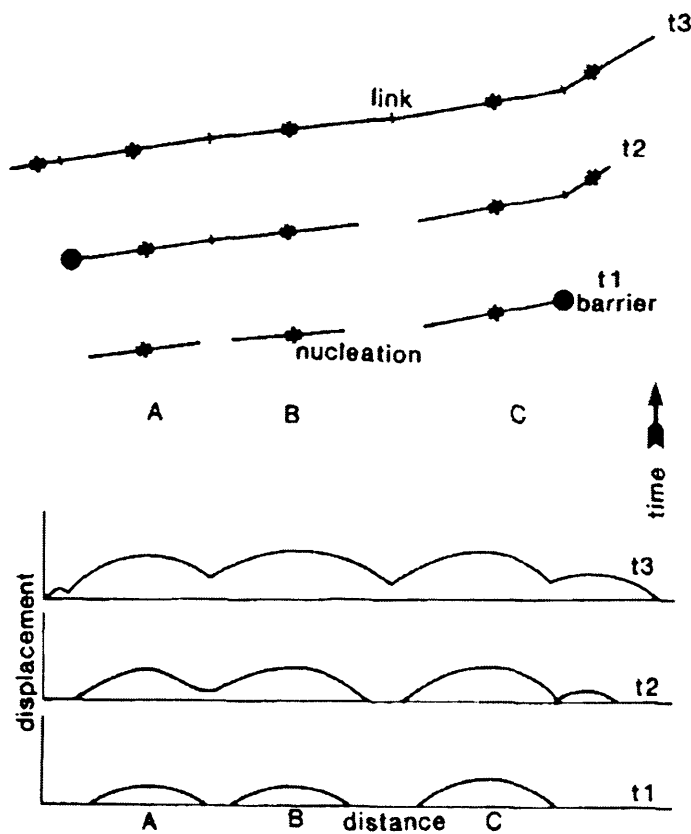 t3
link
t2
t1
barrier
nucleation
A B C
time
displacement
t3
t2
t1
A B distance C